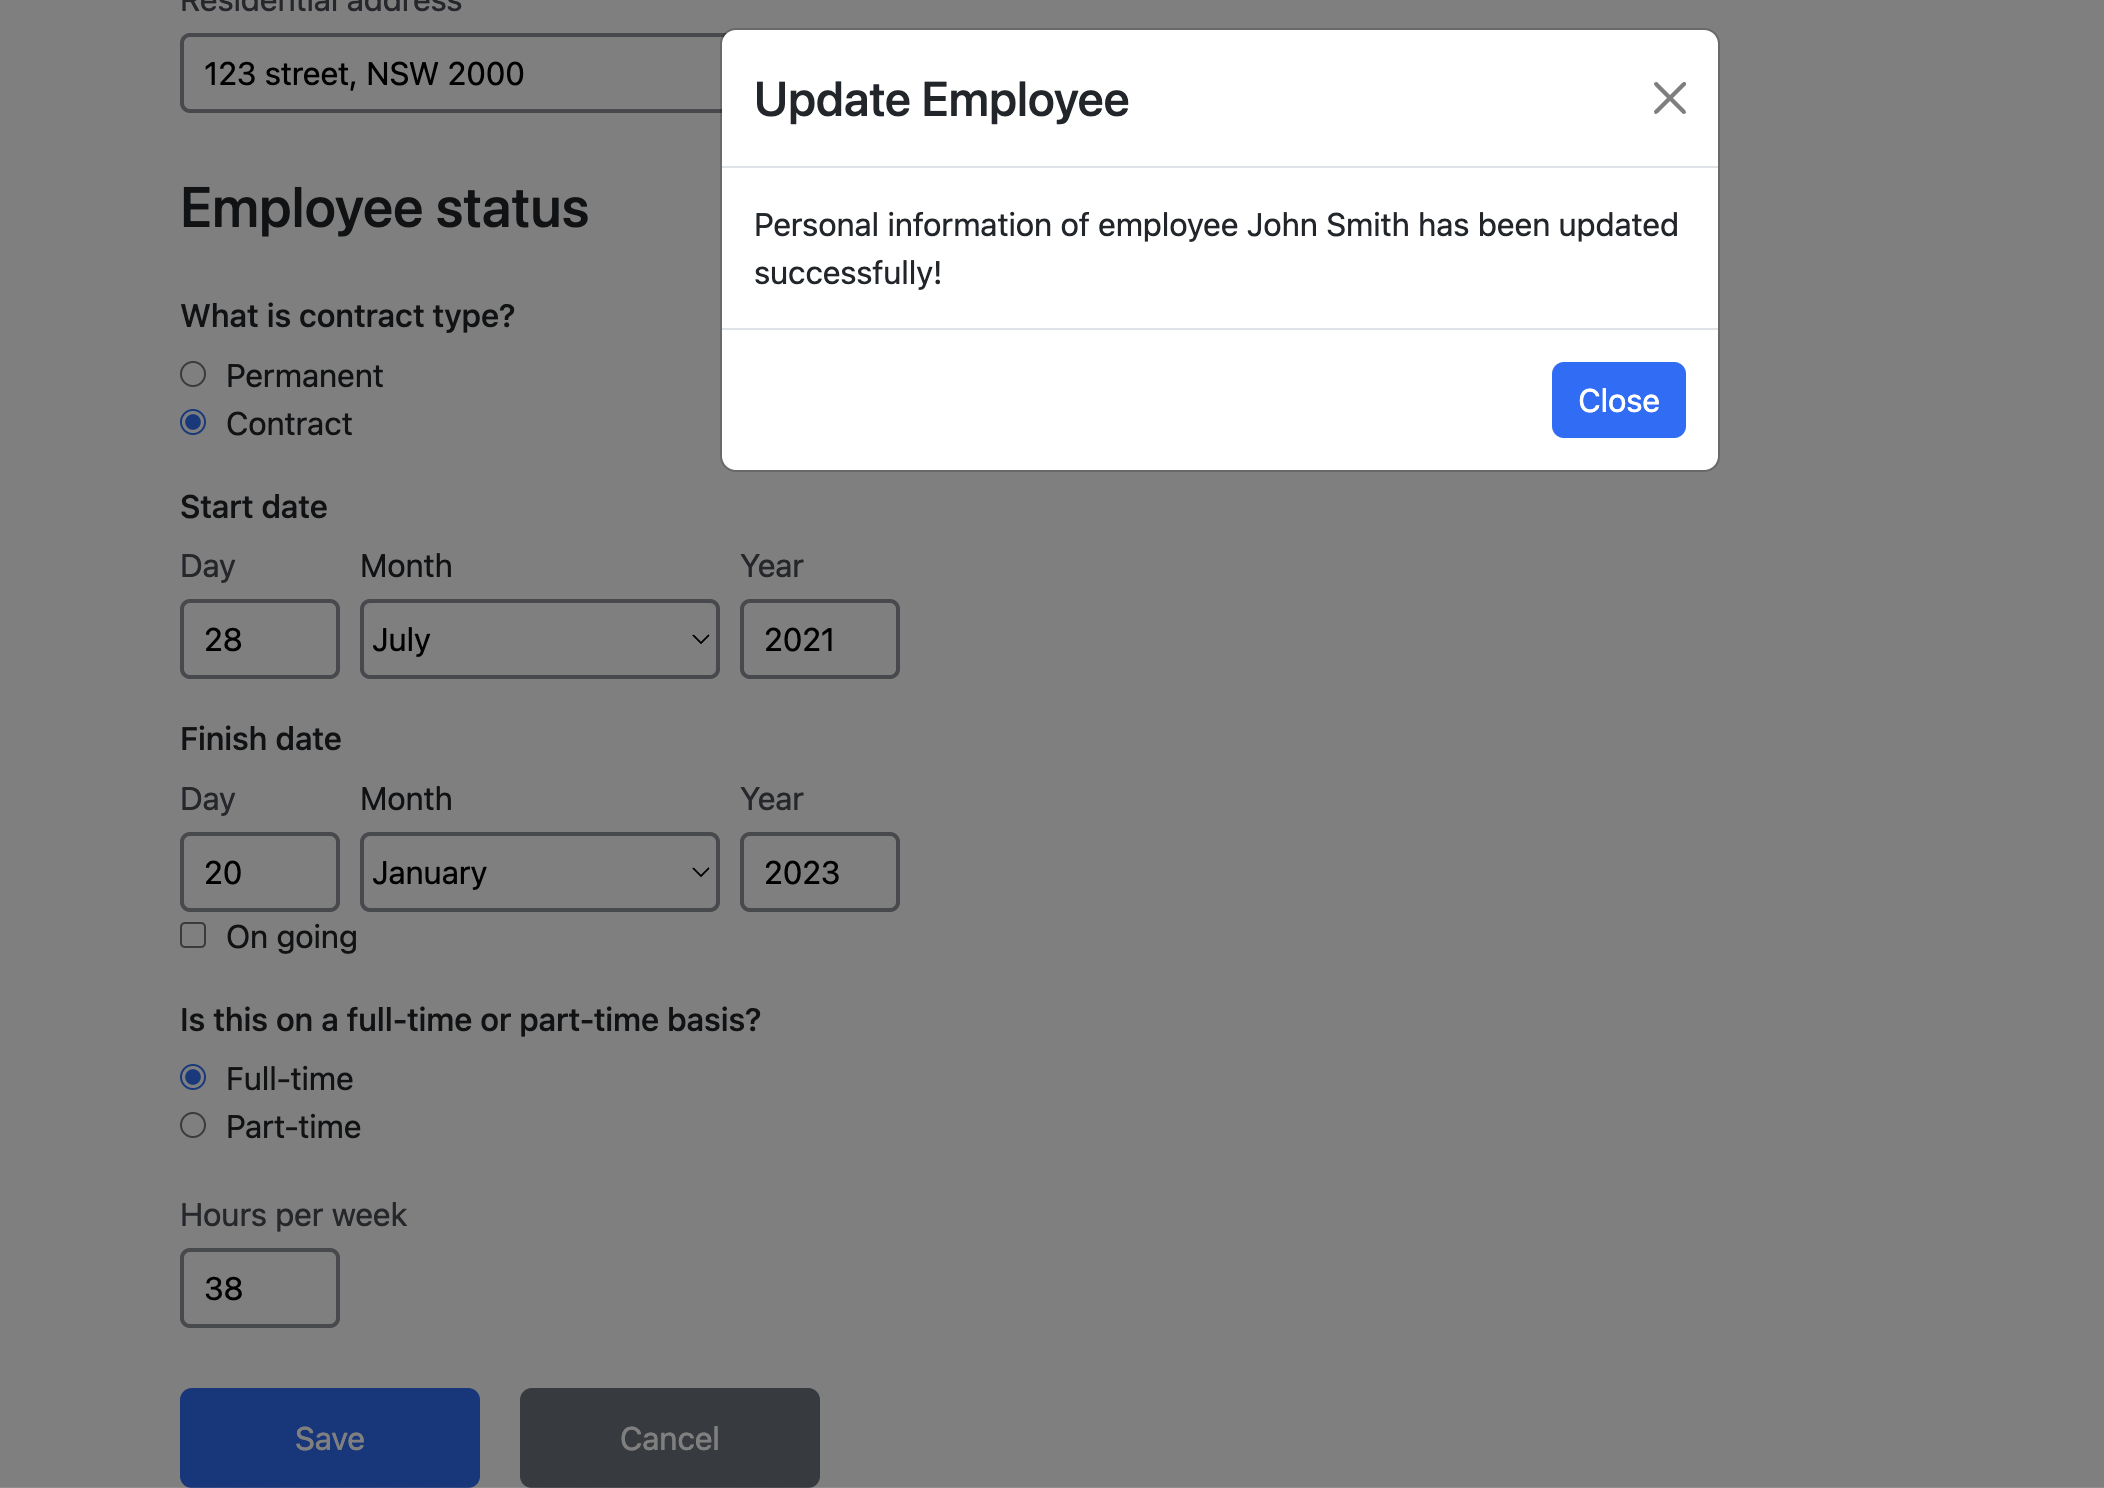 Residential address
123 street, NSW 2000
Update Employee
Personal information of employee John Smith has been updated
successfully!
Close
Employee status
What is contract type?
Permanent
Contract
Start date
Day Month Year
28 July 2021
Finish date
Day Month Year
20 January 2023
On going
Is this on a full-time or part-time basis?
Full-time
Part-time
Hours per week
38
Save Cancel